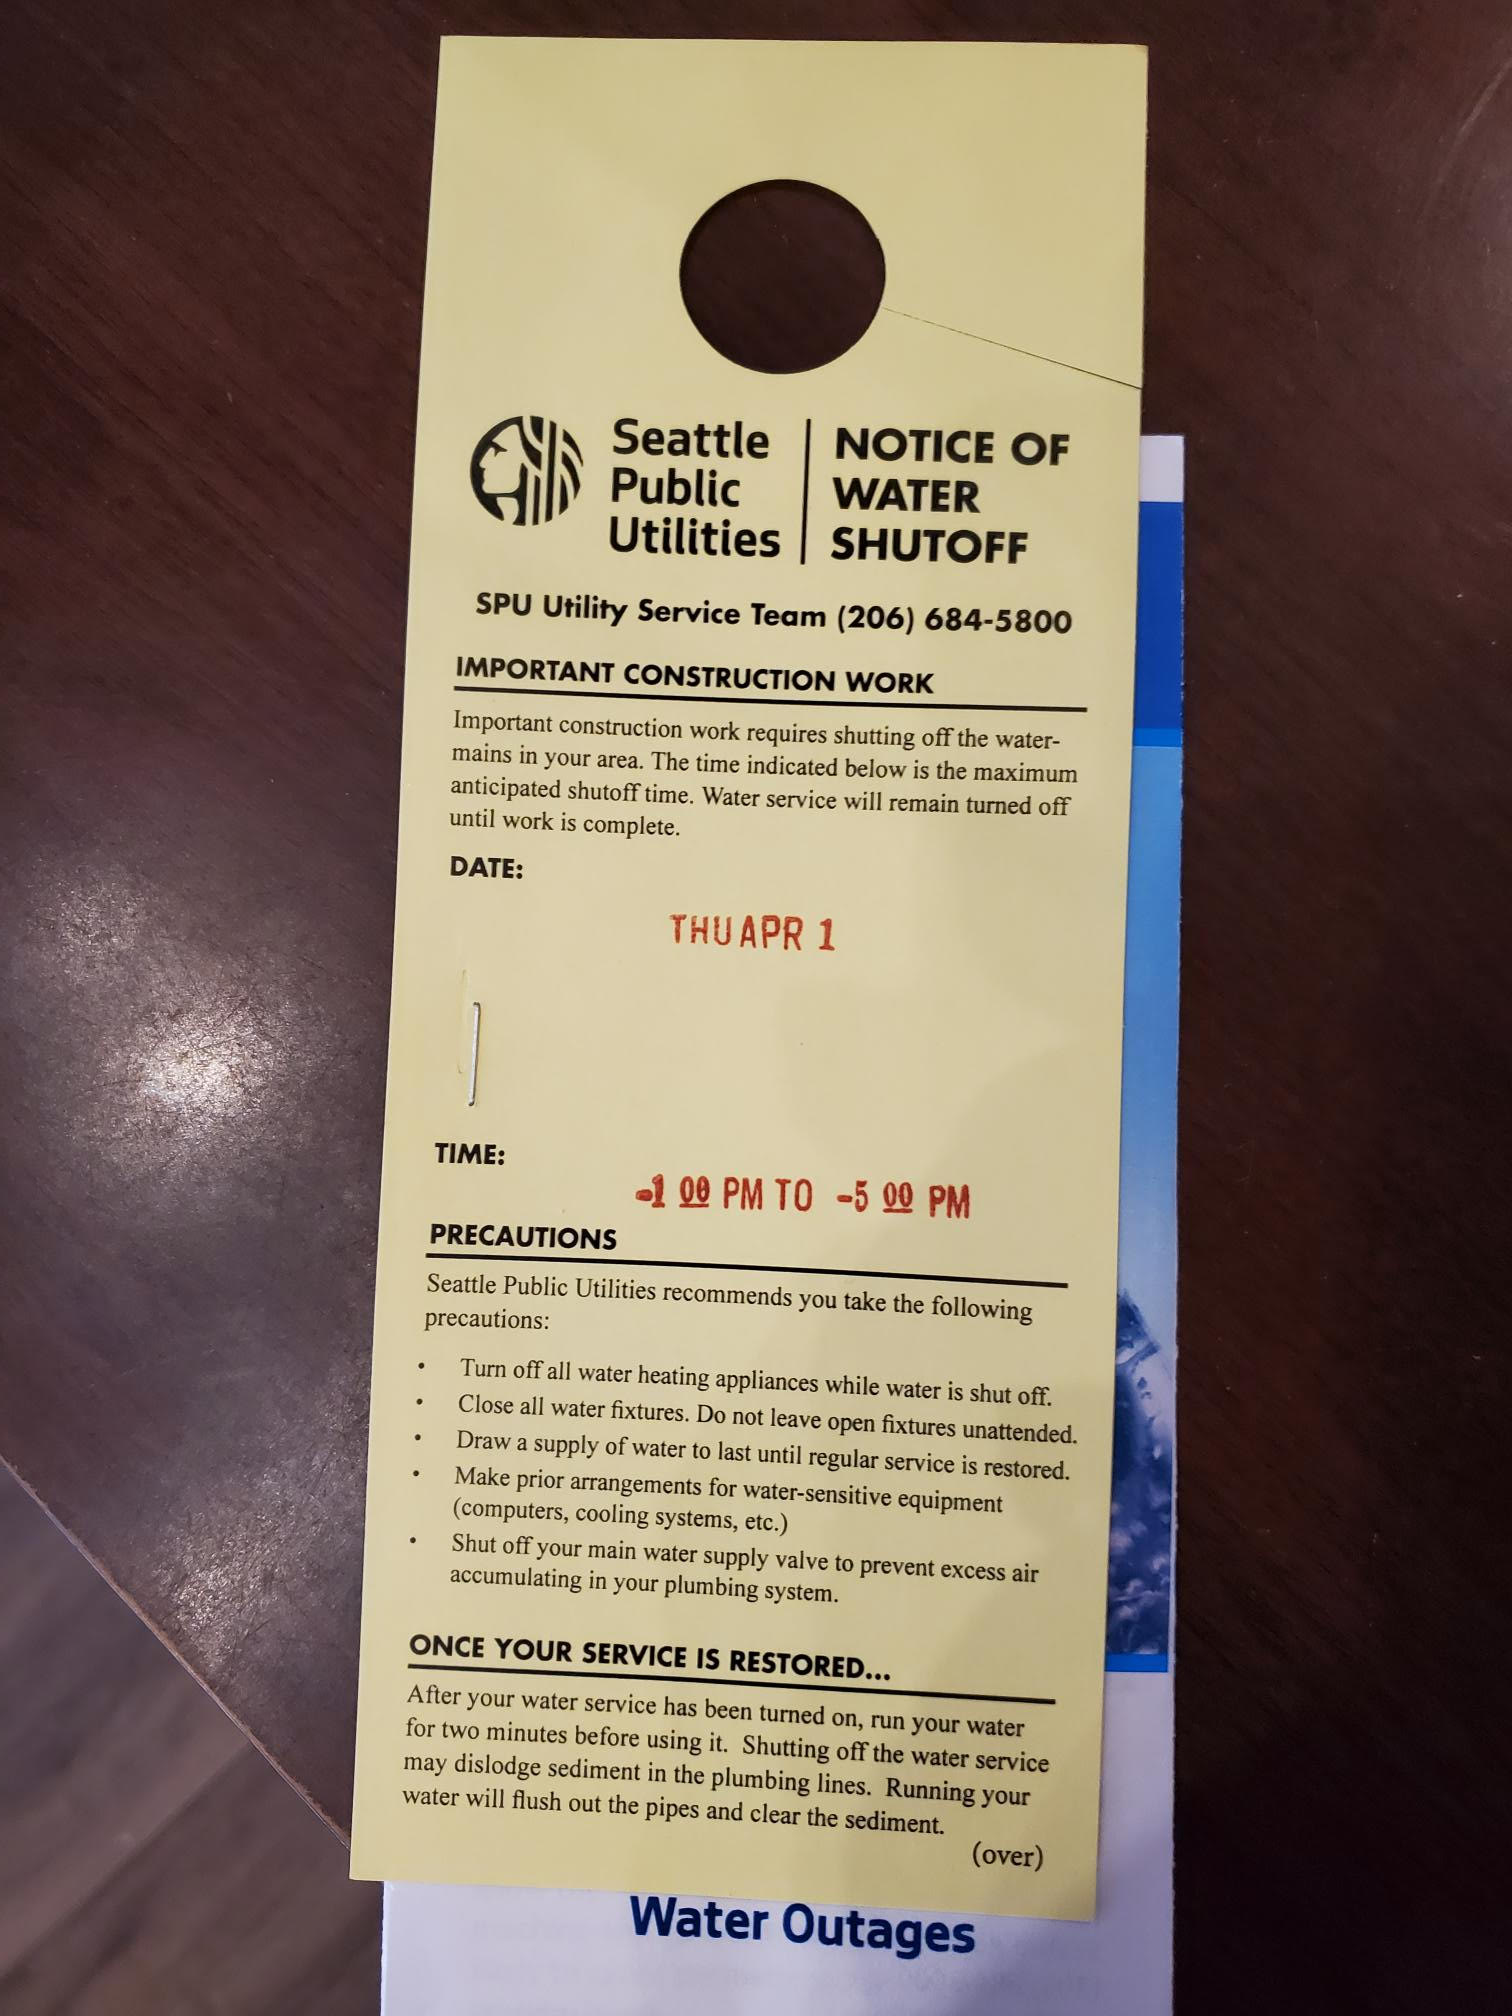 Seattle
Public
Utilities
NOTICE OF
WATER
SHUTOFF
SPU Utility Service Team (206) 684-5800
IMPORTANT CONSTRUCTION WORK
Important construction work requires shutting off the water-
mains in your area. The time indicated below is the maximum
anticipated shutoff time. Water service will remain turned off
until work is complete.
DATE:
THU APR 1
TIME:
-1 00 PM TO -5 00 PM
PRECAUTIONS
Seattle Public Utilities recommends you take the following
precautions:
• Turn off all water heating appliances while water is shut off.
• Close all water fixtures. Do not leave open fixtures unattended.
• Draw a supply of water to last until regular service is restored.
• Make prior arrangements for water-sensitive equipment
(computers, cooling systems, etc.)
• Shut off your main water supply valve to prevent excess air
accumulating in your plumbing system.
ONCE YOUR SERVICE IS RESTORED...
After your water service has been turned on, run your water
for two minutes before using it. Shutting off the water service
may dislodge sediment in the plumbing lines. Running your
water will flush out the pipes and clear the sediment.
(over)
Water Outages